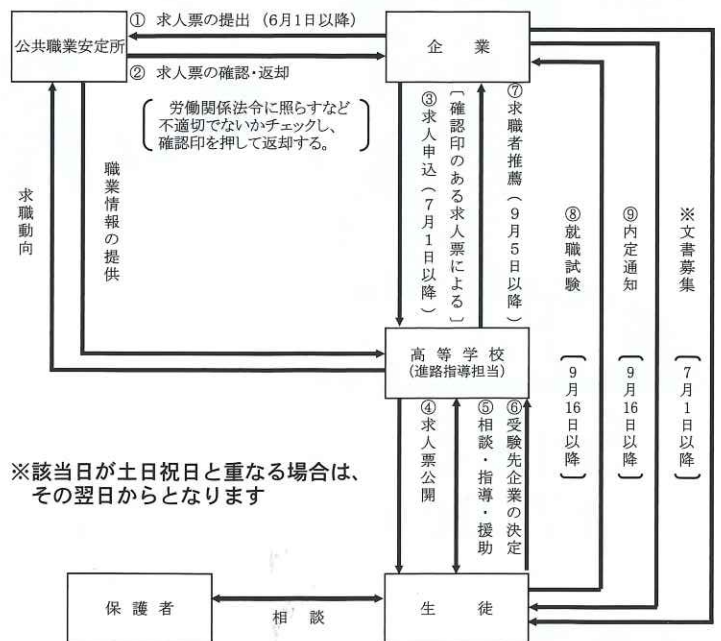 ① 求人票の提出 (6月1日以降)
公共職業安定所
企業
② 求人票の確認・返却
労働関係法令に照らすなど
不適切でないかチェックし、
確認印を押して返却する。
求職動向
職業情報の提供
③求人申込(7月1日以降)
〔確認印のある求人票による〕
⑦求職者推薦(9月5日以降)
⑧就職試験〔9月16日以降〕
⑨内定通知〔9月16日以降〕
※文書募集〔7月1日以降〕
高等学校
(進路指導担当)
④求人票公開
⑤相談・指導・援助
⑥受験先企業の決定
※該当日が土日祝日と重なる場合は、
その翌日からとなります
保護者
相談
生徒